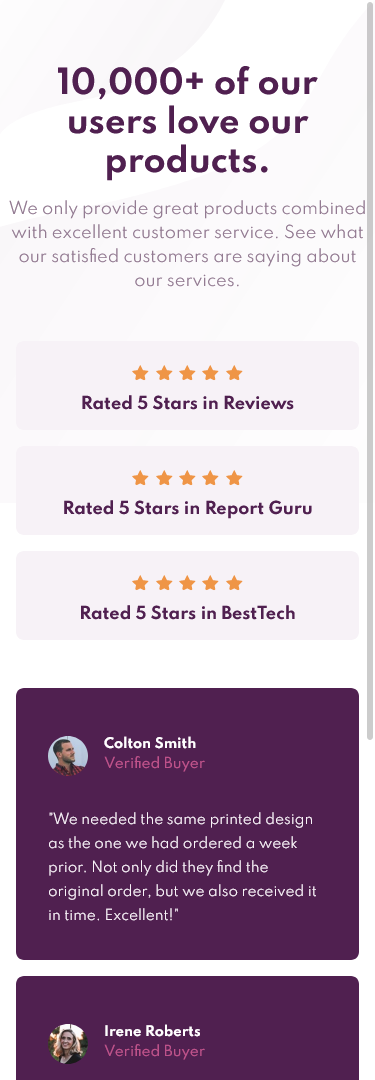 10,000+ of our
users love our
products.
We only provide great products combined
with excellent customer service. See what
our satisfied customers are saying about
our services.
Rated 5 Stars in Reviews
Rated 5 Stars in Report Guru
Rated 5 Stars in BestTech
Colton Smith
Verified Buyer
"We needed the same printed design
as the one we had ordered a week
prior. Not only did they find the
original order, but we also received it
in time. Excellent!"
Irene Roberts
Verified Buyer